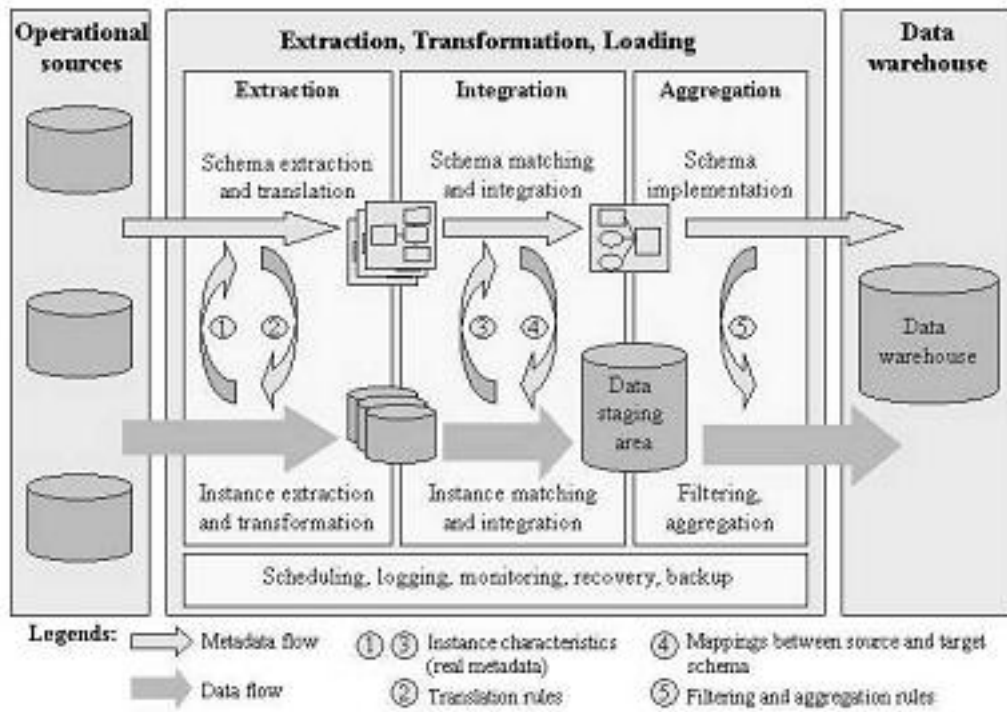 Operational
sources
Extraction, Transformation, Loading
Data
warehouse
Extraction
Integration
Aggregation
Schema extraction
and translation
Schema matching
and integration
Schema
implementation
1
2
3
4
5
Data
staging
area
Data
warehouse
Instance extraction
and transformation
Instance matching
and integration
Filtering,
aggregation
Scheduling, logging, monitoring, recovery, backup
Legends:
Metadata flow
Data flow
1 3 Instance characteristics
(real metadata)
2 Translation rules
4 Mappings between source and target
schema
5 Filtering and aggregation rules